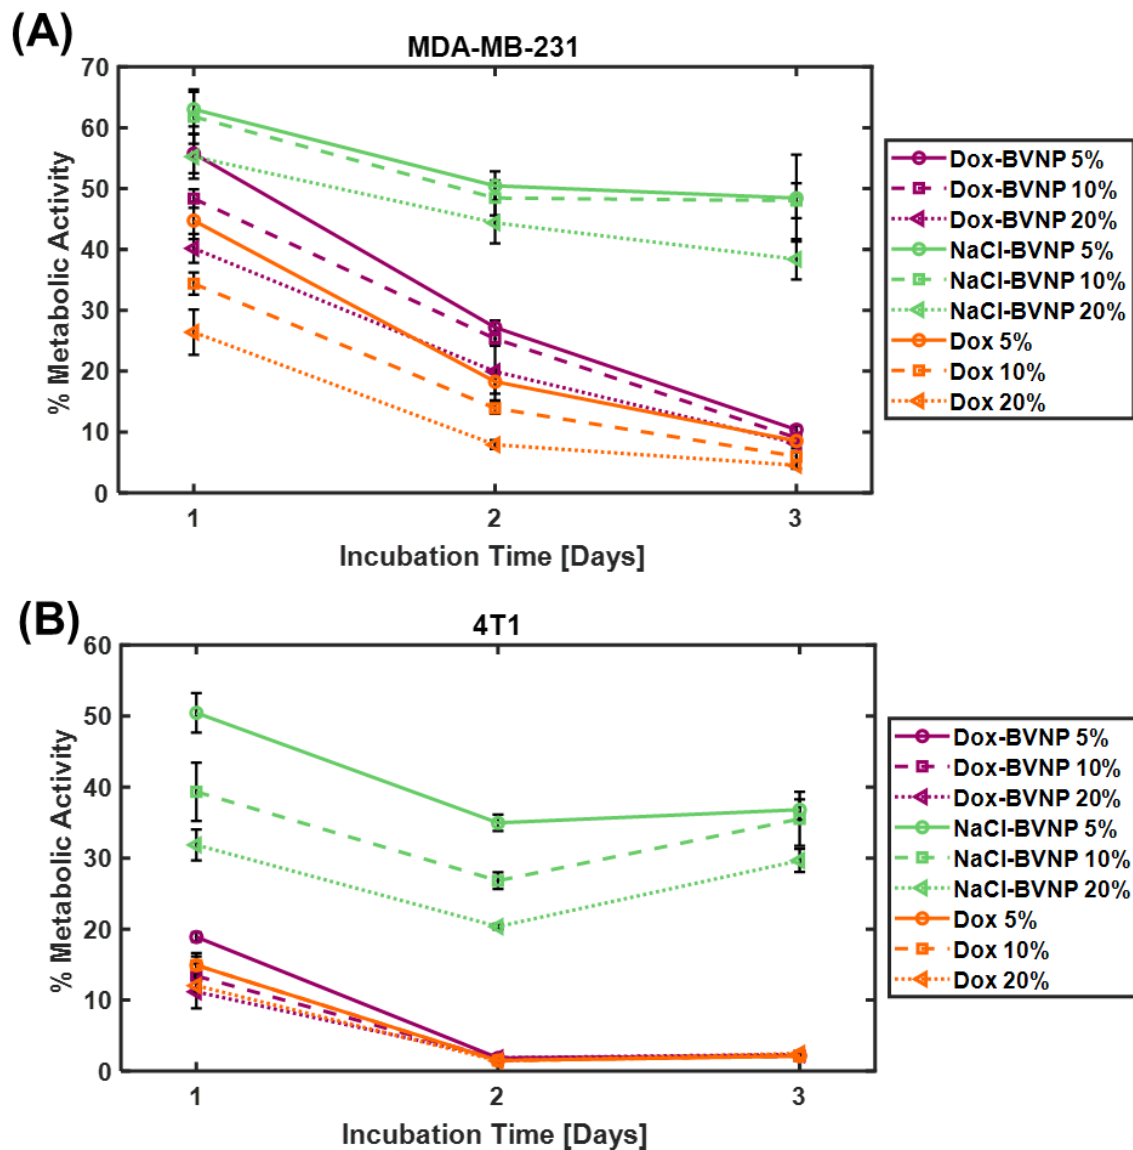 (A)
MDA-MB-231
70
60
50
40
30
20
10
0
% Metabolic Activity
1 2 3
Incubation Time [Days]
Dox-BVNP 5%
Dox-BVNP 10%
Dox-BVNP 20%
NaCl-BVNP 5%
NaCl-BVNP 10%
NaCl-BVNP 20%
Dox 5%
Dox 10%
Dox 20%
(B)
4T1
60
50
40
30
20
10
0
% Metabolic Activity
1 2 3
Incubation Time [Days]
Dox-BVNP 5%
Dox-BVNP 10%
Dox-BVNP 20%
NaCl-BVNP 5%
NaCl-BVNP 10%
NaCl-BVNP 20%
Dox 5%
Dox 10%
Dox 20%